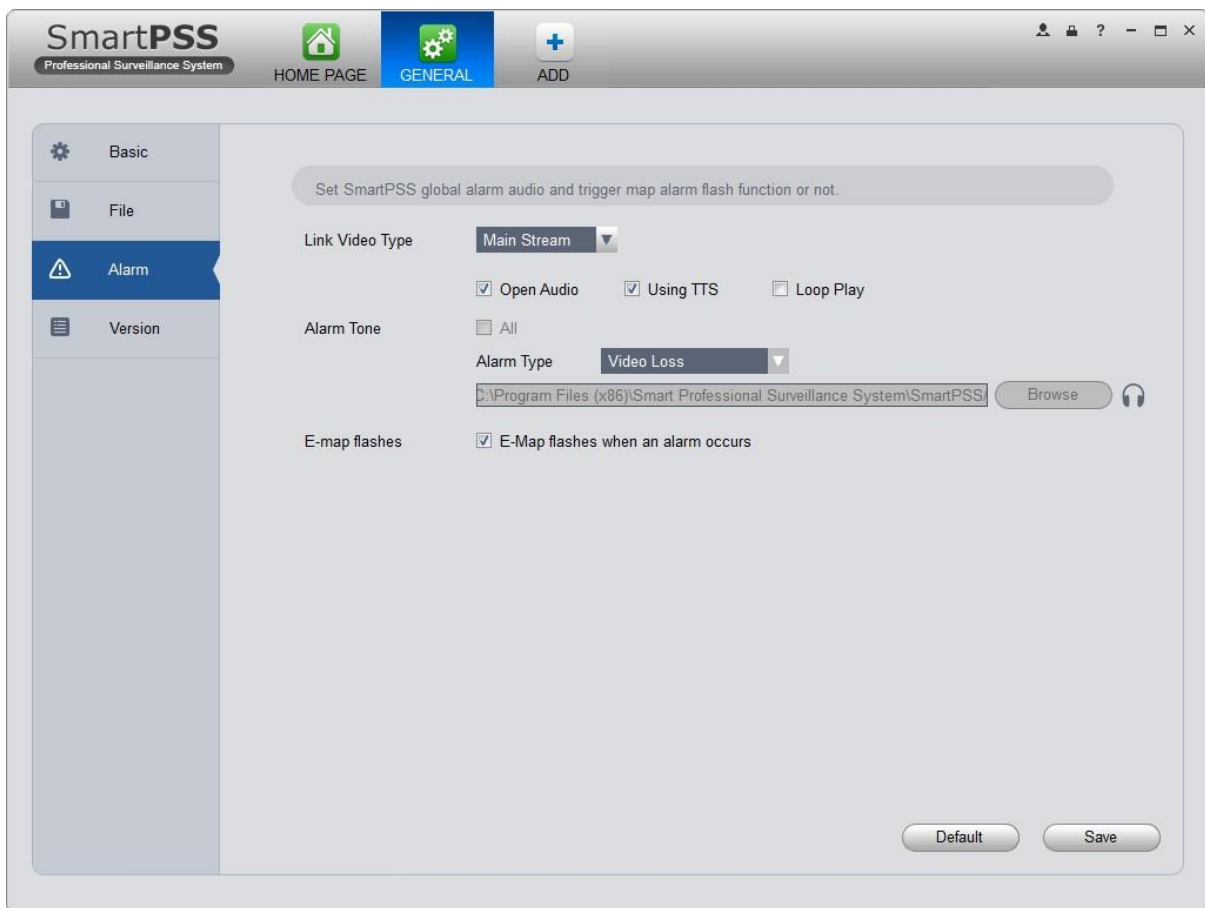 SmartPSS
Professional Surveillance System
HOME PAGE
GENERAL
ADD
Basic
File
Alarm
Version
Set SmartPSS global alarm audio and trigger map alarm flash function or not.
Link Video Type Main Stream
Open Audio Using TTS Loop Play
Alarm Tone All
Alarm Type Video Loss
C:\Program Files (x86)\Smart Professional Surveillance System\SmartPSS/ Browse
E-map flashes E-Map flashes when an alarm occurs
Default Save